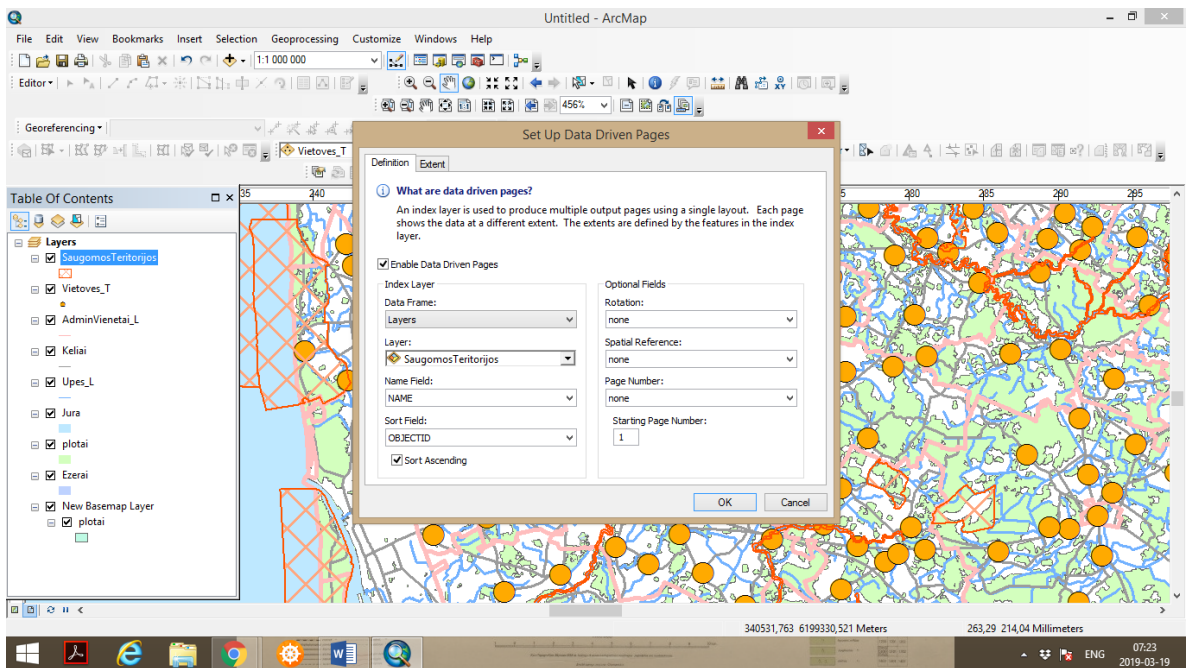 Untitled - ArcMap
File Edit View Bookmarks Insert Selection Geoprocessing Customize Windows Help
1:1 000 000
Editor
456%
Georeferencing
Vietoves_T
Set Up Data Driven Pages
Definition Extent
What are data driven pages?
An index layer is used to produce multiple output pages using a single layout. Each page
shows the data at a different extent. The extents are defined by the features in the index
layer.
Enable Data Driven Pages
Index Layer
Data Frame:
Layers
Layer:
SaugomosTeritorijos
Name Field:
NAME
Sort Field:
OBJECTID
Sort Ascending
Optional Fields
Rotation:
none
Spatial Reference:
none
Page Number:
none
Starting Page Number:
1
OK Cancel
Table Of Contents
Layers
SaugomosTeritorijos
Vietoves_T
AdminVienetai_L
Keliai
Upes_L
Jura
plotai
Ezerai
New Basemap Layer
plotai
35 240 280 285 290 295
340531,763 6199330,521 Meters 263,29 214,04 Millimeters
ENG
07:23
2019-03-19